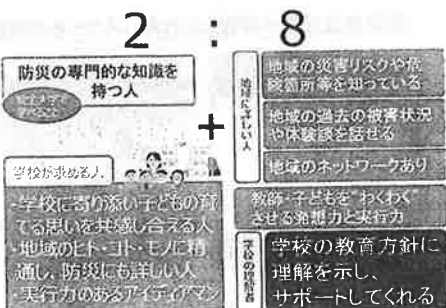 2 : 8
防災の専門的な知識を
持つ人
+
地域に詳しい人
地域の災害リスクや危
険箇所等を知っている
地域の過去の被害状況
や体験談を話せる
地域のネットワークあり
学校が求める人
・学校に寄り添い子どもの育
てる思いを共感し合える人
・地域のヒト・コト・モノに精
通し、防災にも詳しい人
・実行力のあるアイディアマン
教師・子どもを“わくわく”
させる発想力と実行力
学校の理解者
学校の教育方針に
理解を示し、
サポートしてくれる